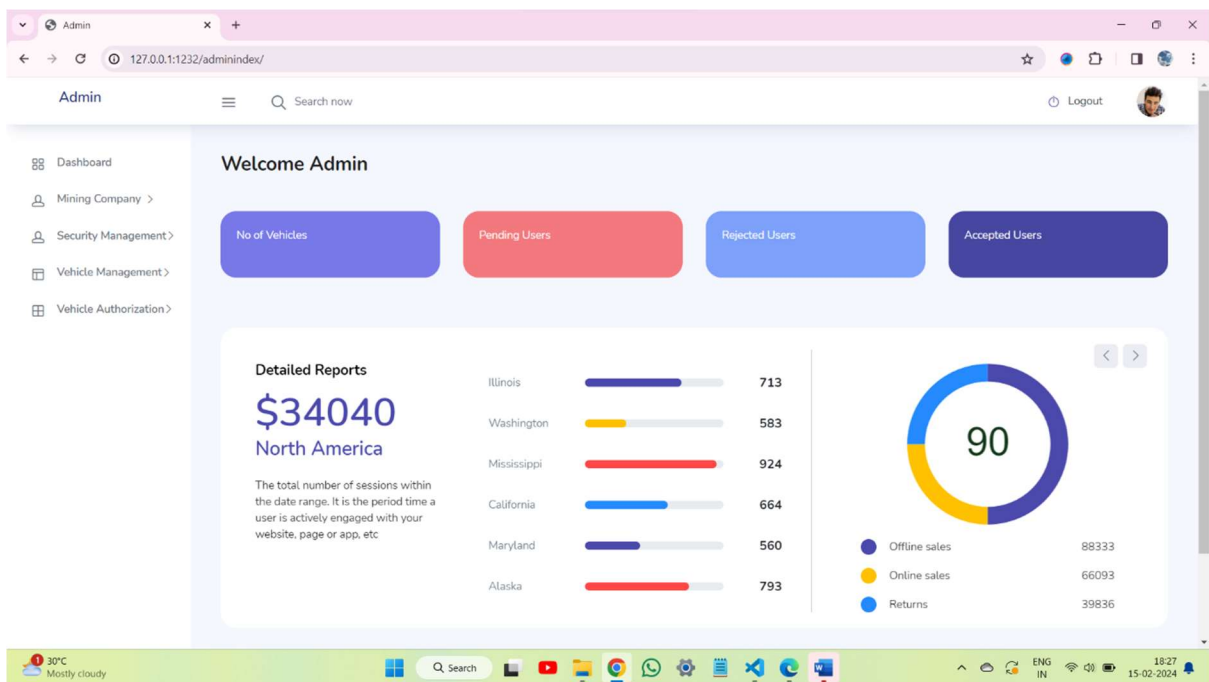 Admin
127.0.0.1:1232/adminindex/
Admin
Search now
Logout
Dashboard
Mining Company
Security Management
Vehicle Management
Vehicle Authorization
Welcome Admin
No of Vehicles
Pending Users
Rejected Users
Accepted Users
Detailed Reports
$34040
North America
The total number of sessions within
the date range. It is the period time a
user is actively engaged with your
website, page or app, etc
Illinois 713
Washington 583
Mississippi 924
California 664
Maryland 560
Alaska 793
90
Offline sales 88333
Online sales 66093
Returns 39836
1
30°C
Mostly cloudy
Search
ENG
IN
18:27
15-02-2024